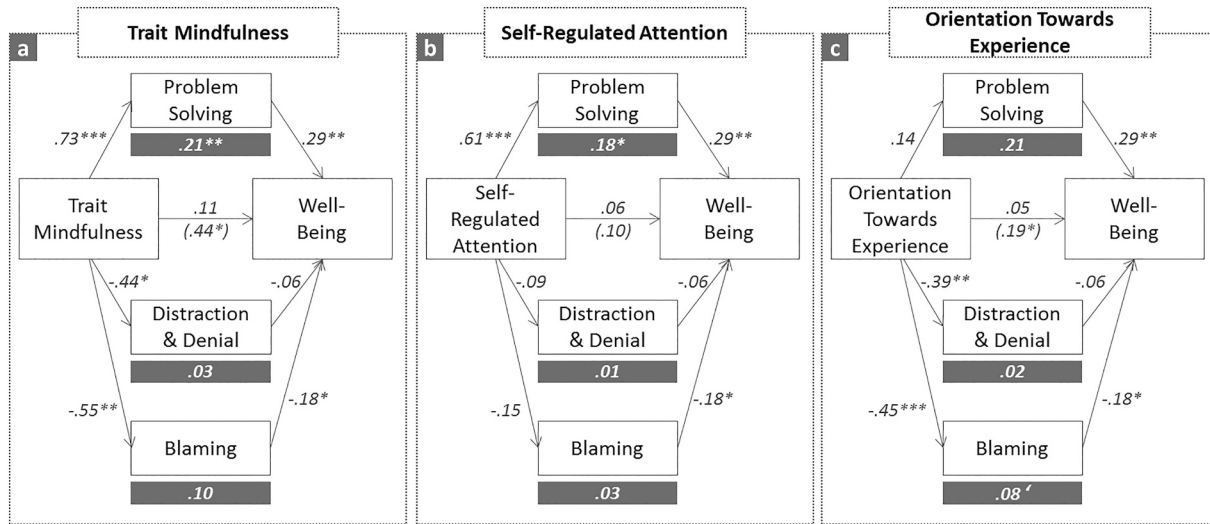 a
Trait Mindfulness
Problem
Solving
.21**
.73***
.29**
Trait
Mindfulness
.11
(.44*)
Well-
Being
-.44*
-.06
Distraction
& Denial
.03
-.55**
-.18*
Blaming
.10
b
Self-Regulated Attention
Problem
Solving
.18*
.61***
.29**
Self-
Regulated
Attention
.06
(.10)
Well-
Being
-.09
-.06
Distraction
& Denial
.01
-.15
-.18*
Blaming
.03
c
Orientation Towards
Experience
Problem
Solving
.21
.14
.29**
Orientation
Towards
Experience
.05
(.19*)
Well-
Being
-.39**
-.06
Distraction
& Denial
.02
-.45***
-.18*
Blaming
.08‘